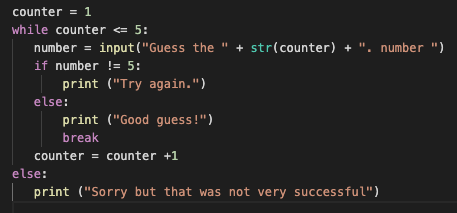 counter = 1
while counter <= 5:
    number = input("Guess the " + str(counter) + ". number ")
    if number != 5:
        print ("Try again.")
    else:
        print ("Good guess!")
        break
    counter = counter +1
else:
    print ("Sorry but that was not very successful")